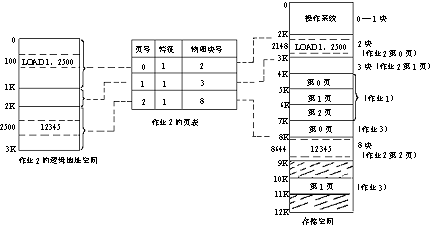 0
100
LOAD1, 2500
1K
2K
2500
12345
3K
作业2的逻辑地址空间
页号 特征 物理块号
0 1 2
1 1 3
2 1 8
作业2的页表
0
操作系统
0—1块
2K
2148
LOAD1, 2500
2块
(作业2第0页)
3K
3块(作业2第1页)
4K
第0页
5K
第1页
(作业1)
6K
第2页
7K
第0页
(作业3)
8K
8644
12345
8块
(作业2第2页)
9K
10K
第1页
(作业3)
11K
12K
存储空间